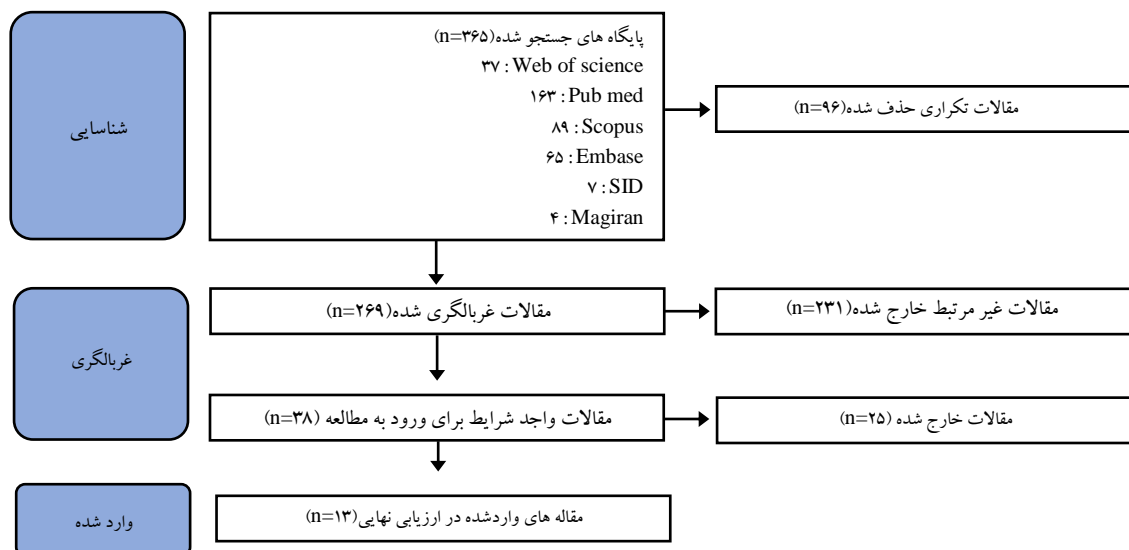 شناسایی
پایگاه های جستجو شده(n=۳۶۵)
Web of science : ۳۷
Pub med : ۱۶۳
Scopus : ۸۹
Embase : ۶۵
SID : ۷
Magiran : ۴
مقالات تکراری حذف شده(n=۹۶)
غربالگری
مقالات غربالگری شده(n=۲۶۹)
مقالات غیر مرتبط خارج شده(n=۲۳۱)
مقالات واجد شرایط برای ورود به مطالعه (n=۳۸)
مقالات خارج شده (n=۲۵)
وارد شده
مقاله های واردشده در ارزیابی نهایی(n=۱۳)